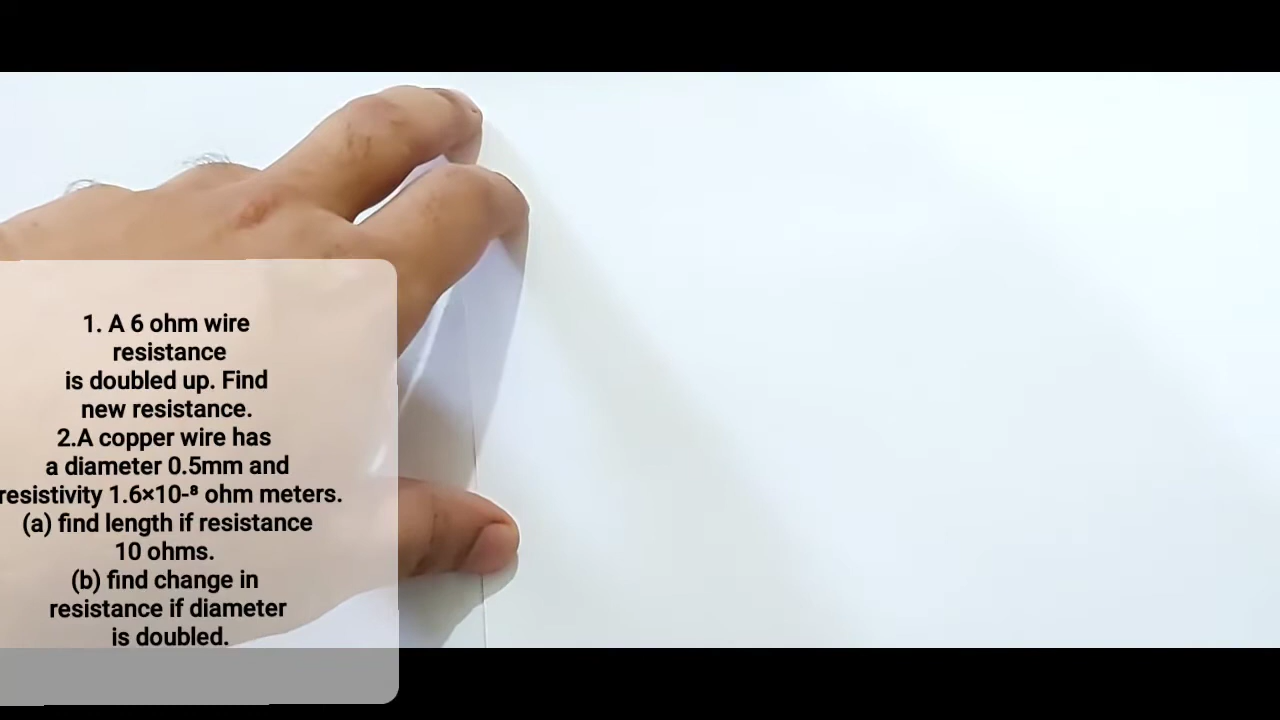 1. A 6 ohm wire
resistance
is doubled up. Find
new resistance.
2.A copper wire has
a diameter 0.5mm and
resistivity 1.6×10-⁸ ohm meters.
(a) find length if resistance
10 ohms.
(b) find change in
resistance if diameter
is doubled.